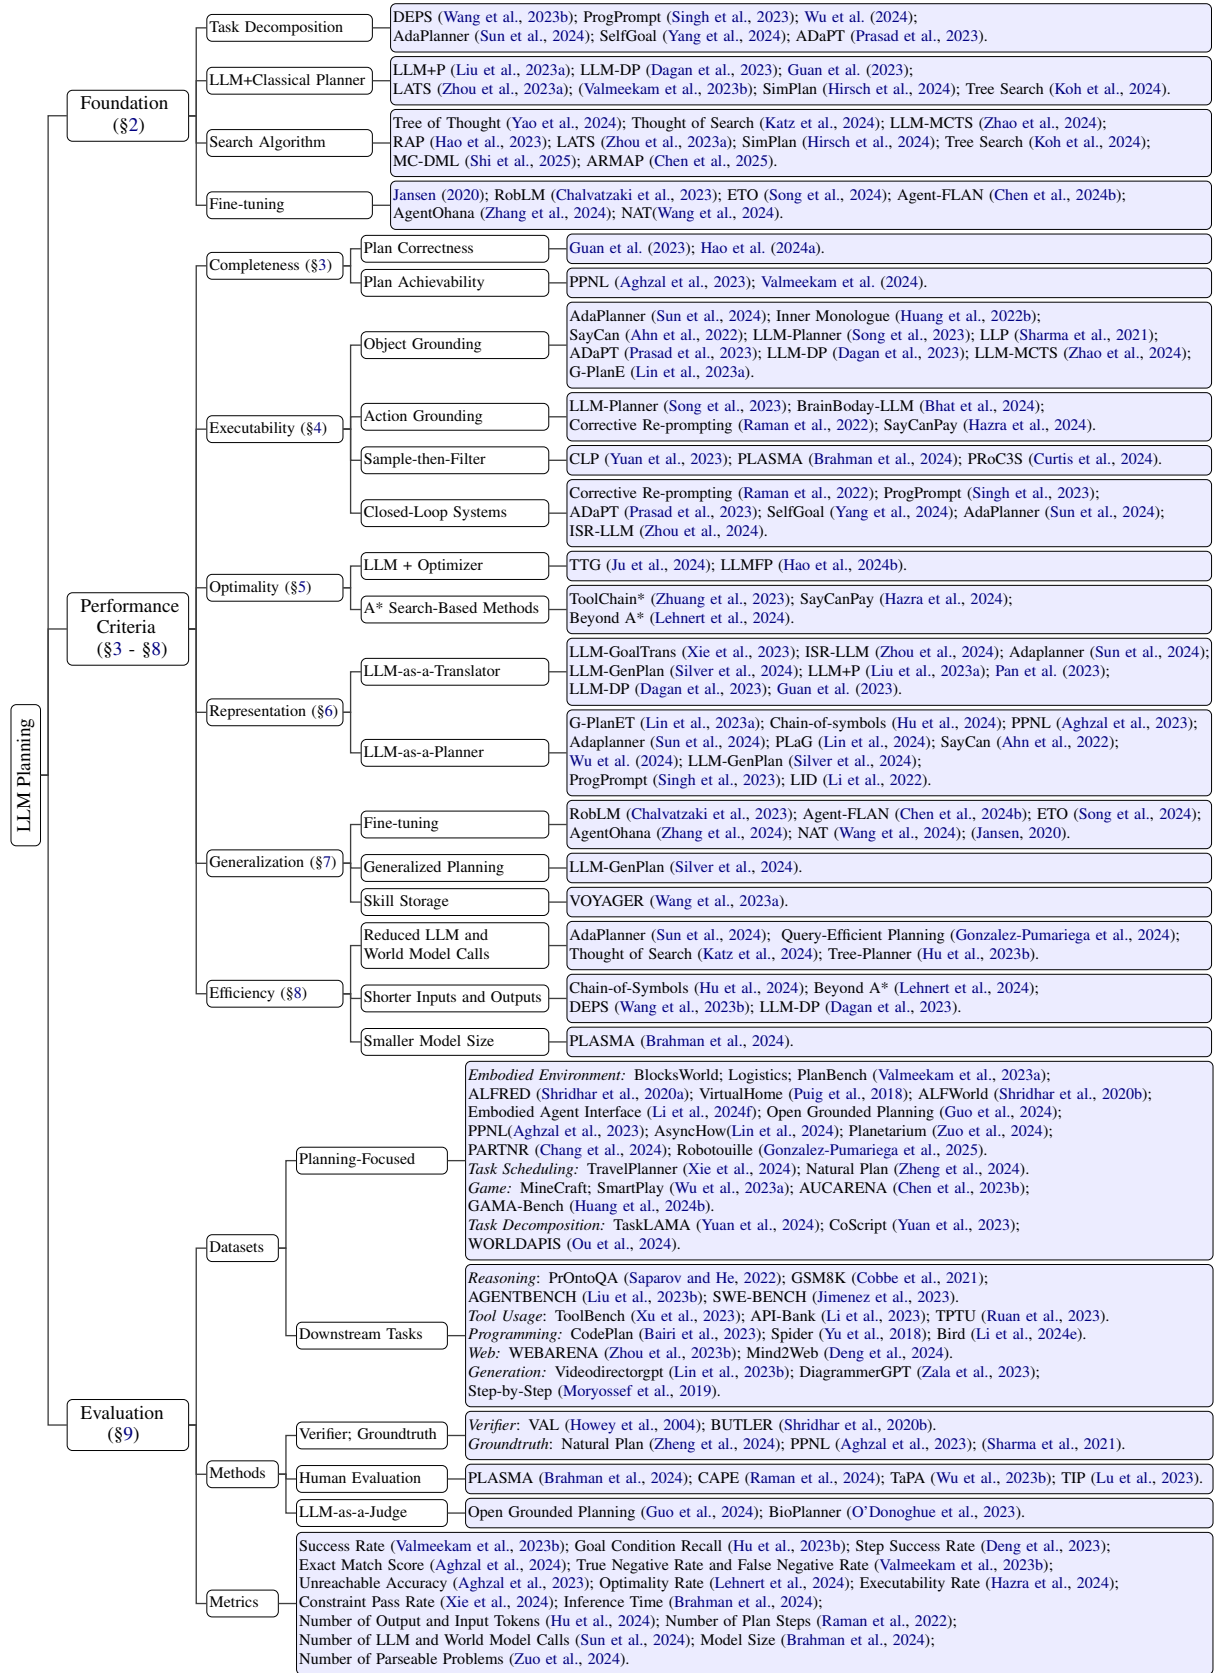 LLM Planning
Foundation
(§2)
Task Decomposition
DEPS (Wang et al., 2023b); ProgPrompt (Singh et al., 2023); Wu et al. (2024);
AdaPlanner (Sun et al., 2024); SelfGoal (Yang et al., 2024); ADaPT (Prasad et al., 2023).
LLM+Classical Planner
LLM+P (Liu et al., 2023a); LLM-DP (Dagan et al., 2023); Guan et al. (2023);
LATS (Zhou et al., 2023a); (Valmeekam et al., 2023b); SimPlan (Hirsch et al., 2024); Tree Search (Koh et al., 2024).
Search Algorithm
Tree of Thought (Yao et al., 2024); Thought of Search (Katz et al., 2024); LLM-MCTS (Zhao et al., 2024);
RAP (Hao et al., 2023); LATS (Zhou et al., 2023a); SimPlan (Hirsch et al., 2024); Tree Search (Koh et al., 2024);
MC-DML (Shi et al., 2025); ARMAP (Chen et al., 2025).
Fine-tuning
Jansen (2020); RobLM (Chalvatzaki et al., 2023); ETO (Song et al., 2024); Agent-FLAN (Chen et al., 2024b);
AgentOhana (Zhang et al., 2024); NAT(Wang et al., 2024).
Performance
Criteria
(§3 - §8)
Completeness (§3)
Plan Correctness
Guan et al. (2023); Hao et al. (2024a).
Plan Achievability
PPNL (Aghzal et al., 2023); Valmeekam et al. (2024).
Executability (§4)
Object Grounding
AdaPlanner (Sun et al., 2024); Inner Monologue (Huang et al., 2022b);
SayCan (Ahn et al., 2022); LLM-Planner (Song et al., 2023); LLP (Sharma et al., 2021);
ADaPT (Prasad et al., 2023); LLM-DP (Dagan et al., 2023); LLM-MCTS (Zhao et al., 2024);
G-PlanE (Lin et al., 2023a).
Action Grounding
LLM-Planner (Song et al., 2023); BrainBoday-LLM (Bhat et al., 2024);
Corrective Re-prompting (Raman et al., 2022); SayCanPay (Hazra et al., 2024).
Sample-then-Filter
CLP (Yuan et al., 2023); PLASMA (Brahman et al., 2024); PRoC3S (Curtis et al., 2024).
Closed-Loop Systems
Corrective Re-prompting (Raman et al., 2022); ProgPrompt (Singh et al., 2023);
ADaPT (Prasad et al., 2023); SelfGoal (Yang et al., 2024); AdaPlanner (Sun et al., 2024);
ISR-LLM (Zhou et al., 2024).
Optimality (§5)
LLM + Optimizer
TTG (Ju et al., 2024); LLMFP (Hao et al., 2024b).
A* Search-Based Methods
ToolChain* (Zhuang et al., 2023); SayCanPay (Hazra et al., 2024);
Beyond A* (Lehnert et al., 2024).
Representation (§6)
LLM-as-a-Translator
LLM-GoalTrans (Xie et al., 2023); ISR-LLM (Zhou et al., 2024); Adaplanner (Sun et al., 2024);
LLM-GenPlan (Silver et al., 2024); LLM+P (Liu et al., 2023a); Pan et al. (2023);
LLM-DP (Dagan et al., 2023); Guan et al. (2023).
LLM-as-a-Planner
G-PlanET (Lin et al., 2023a); Chain-of-symbols (Hu et al., 2024); PPNL (Aghzal et al., 2023);
Adaplanner (Sun et al., 2024); PLaG (Lin et al., 2024); SayCan (Ahn et al., 2022);
Wu et al. (2024); LLM-GenPlan (Silver et al., 2024);
ProgPrompt (Singh et al., 2023); LID (Li et al., 2022).
Generalization (§7)
Fine-tuning
RobLM (Chalvatzaki et al., 2023); Agent-FLAN (Chen et al., 2024b); ETO (Song et al., 2024);
AgentOhana (Zhang et al., 2024); NAT (Wang et al., 2024); (Jansen, 2020).
Generalized Planning
LLM-GenPlan (Silver et al., 2024).
Skill Storage
VOYAGER (Wang et al., 2023a).
Efficiency (§8)
Reduced LLM and
World Model Calls
AdaPlanner (Sun et al., 2024); Query-Efficient Planning (Gonzalez-Pumariega et al., 2024);
Thought of Search (Katz et al., 2024); Tree-Planner (Hu et al., 2023b).
Shorter Inputs and Outputs
Chain-of-Symbols (Hu et al., 2024); Beyond A* (Lehnert et al., 2024);
DEPS (Wang et al., 2023b); LLM-DP (Dagan et al., 2023).
Smaller Model Size
PLASMA (Brahman et al., 2024).
Evaluation
(§9)
Datasets
Planning-Focused
Embodied Environment: BlocksWorld; Logistics; PlanBench (Valmeekam et al., 2023a);
ALFRED (Shridhar et al., 2020a); VirtualHome (Puig et al., 2018); ALFWorld (Shridhar et al., 2020b);
Embodied Agent Interface (Li et al., 2024f); Open Grounded Planning (Guo et al., 2024);
PPNL(Aghzal et al., 2023); AsyncHow(Lin et al., 2024); Planetarium (Zuo et al., 2024);
PARTNR (Chang et al., 2024); Robotouille (Gonzalez-Pumariega et al., 2025).
Task Scheduling: TravelPlanner (Xie et al., 2024); Natural Plan (Zheng et al., 2024).
Game: MineCraft; SmartPlay (Wu et al., 2023a); AUCARENA (Chen et al., 2023b);
GAMA-Bench (Huang et al., 2024b).
Task Decomposition: TaskLAMA (Yuan et al., 2024); CoScript (Yuan et al., 2023);
WORLDAPIS (Ou et al., 2024).
Downstream Tasks
Reasoning: PrOntoQA (Saparov and He, 2022); GSM8K (Cobbe et al., 2021);
AGENTBENCH (Liu et al., 2023b); SWE-BENCH (Jimenez et al., 2023).
Tool Usage: ToolBench (Xu et al., 2023); API-Bank (Li et al., 2023); TPTU (Ruan et al., 2023).
Programming: CodePlan (Bairi et al., 2023); Spider (Yu et al., 2018); Bird (Li et al., 2024e).
Web: WEBARENA (Zhou et al., 2023b); Mind2Web (Deng et al., 2024).
Generation: Videodirectorgpt (Lin et al., 2023b); DiagrammerGPT (Zala et al., 2023);
Step-by-Step (Moryossef et al., 2019).
Methods
Verifier; Groundtruth
Verifier: VAL (Howey et al., 2004); BUTLER (Shridhar et al., 2020b).
Groundtruth: Natural Plan (Zheng et al., 2024); PPNL (Aghzal et al., 2023); (Sharma et al., 2021).
Human Evaluation
PLASMA (Brahman et al., 2024); CAPE (Raman et al., 2024); TaPA (Wu et al., 2023b); TIP (Lu et al., 2023).
LLM-as-a-Judge
Open Grounded Planning (Guo et al., 2024); BioPlanner (O'Donoghue et al., 2023).
Metrics
Success Rate (Valmeekam et al., 2023b); Goal Condition Recall (Hu et al., 2023b); Step Success Rate (Deng et al., 2023);
Exact Match Score (Aghzal et al., 2024); True Negative Rate and False Negative Rate (Valmeekam et al., 2023b);
Unreachable Accuracy (Aghzal et al., 2023); Optimality Rate (Lehnert et al., 2024); Executability Rate (Hazra et al., 2024);
Constraint Pass Rate (Xie et al., 2024); Inference Time (Brahman et al., 2024);
Number of Output and Input Tokens (Hu et al., 2024); Number of Plan Steps (Raman et al., 2022);
Number of LLM and World Model Calls (Sun et al., 2024); Model Size (Brahman et al., 2024);
Number of Parseable Problems (Zuo et al., 2024).